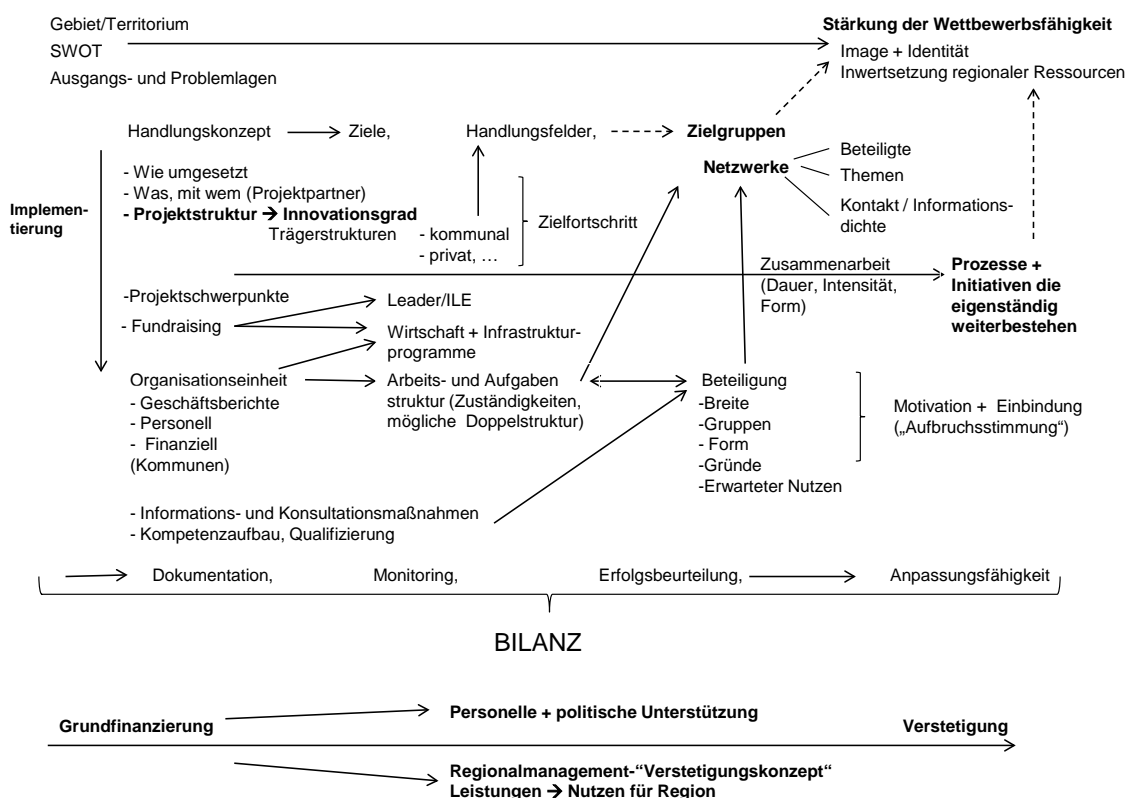 Gebiet/Territorium
SWOT
Ausgangs- und Problemlagen
Stärkung der Wettbewerbsfähigkeit
Image + Identität
Inwertsetzung regionaler Ressourcen
Handlungskonzept
Ziele,
Handlungsfelder,
Zielgruppen
Netzwerke
Beteiligte
Themen
Kontakt / Informations-
dichte
Implemen-
tierung
- Wie umgesetzt
- Was, mit wem (Projektpartner)
- Projektstruktur → Innovationsgrad
Trägerstrukturen
- kommunal
- privat, …
Zielfortschritt
Zusammenarbeit
(Dauer, Intensität,
Form)
Prozesse +
Initiativen die
eigenständig
weiterbestehen
-Projektschwerpunkte
- Fundraising
Leader/ILE
Wirtschaft + Infrastruktur-
programme
Organisationseinheit
- Geschäftsberichte
- Personell
- Finanziell
(Kommunen)
Arbeits- und Aufgaben
struktur (Zuständigkeiten,
mögliche Doppelstruktur)
Beteiligung
-Breite
-Gruppen
- Form
-Gründe
-Erwarteter Nutzen
Motivation + Einbindung
(„Aufbruchsstimmung“)
- Informations- und Konsultationsmaßnahmen
- Kompetenzaufbau, Qualifizierung
Dokumentation,
Monitoring,
Erfolgsbeurteilung,
Anpassungsfähigkeit
BILANZ
Grundfinanzierung
Personelle + politische Unterstützung
Verstetigung
Regionalmanagement-“Verstetigungskonzept“
Leistungen → Nutzen für Region